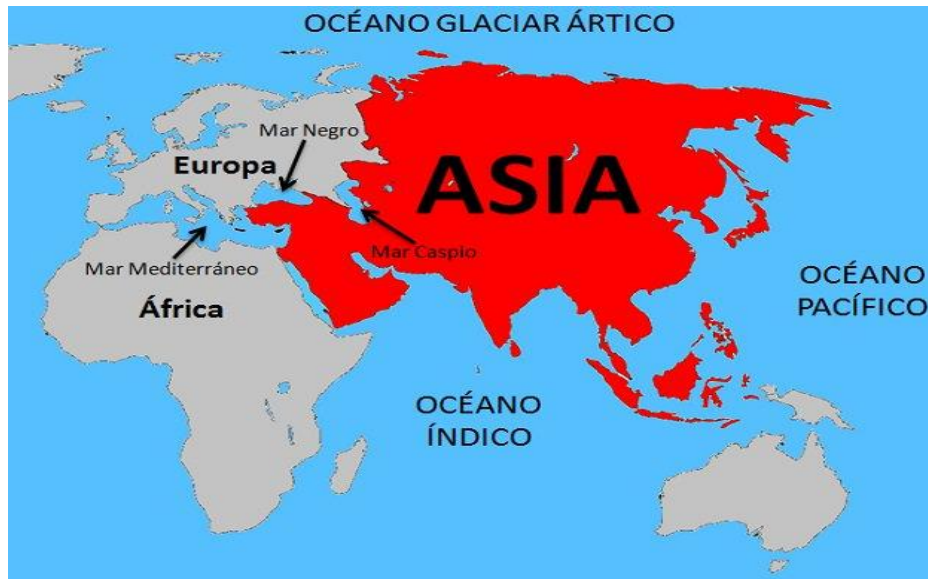 OCÉANO GLACIAR ÁRTICO
Mar Negro
Europa
ASIA
Mar Caspio
Mar Mediterráneo
África
OCÉANO
PACÍFICO
OCÉANO
ÍNDICO